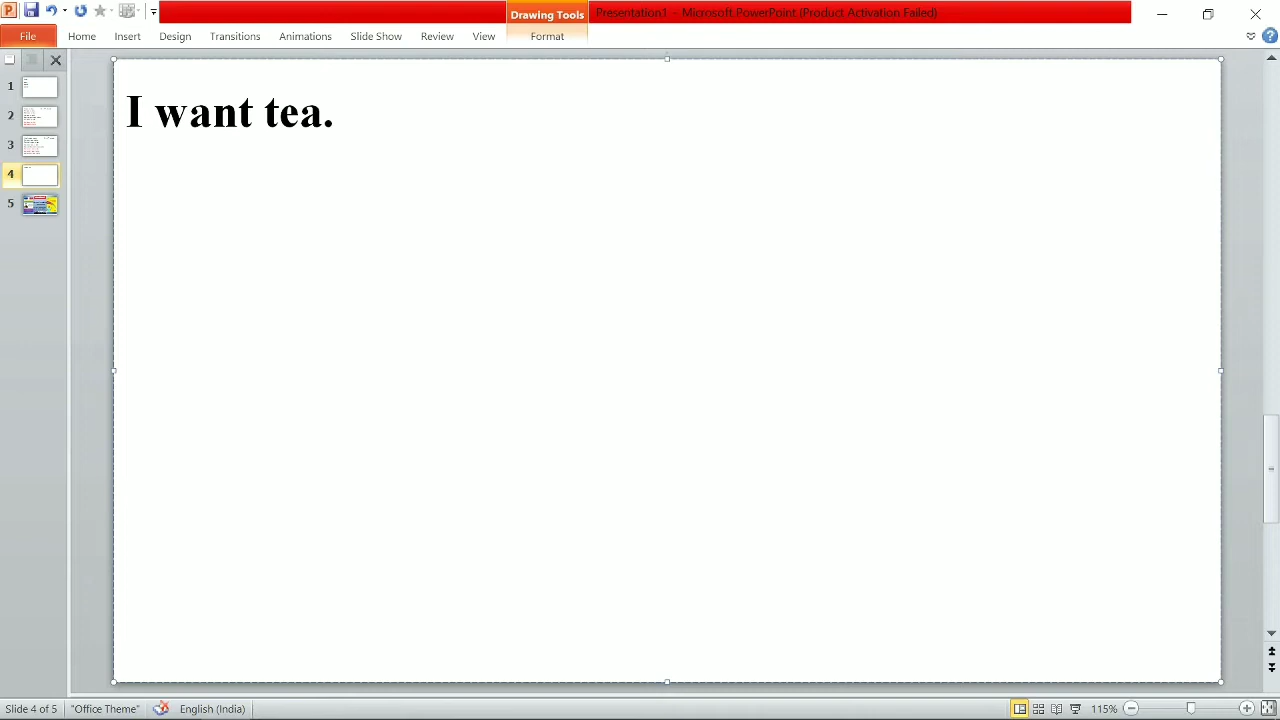 Drawing Tools
Presentation1 - Microsoft PowerPoint (Product Activation Failed)
File Home Insert Design Transitions Animations Slide Show Review View Format
1
2
3
4
5
I want tea.
Slide 4 of 5 "Office Theme" English (India) 115%